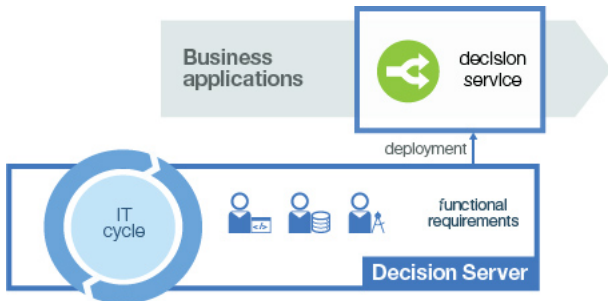 Business
applications
decision
service
deployment
IT
cycle
</>
functional
requirements
Decision Server